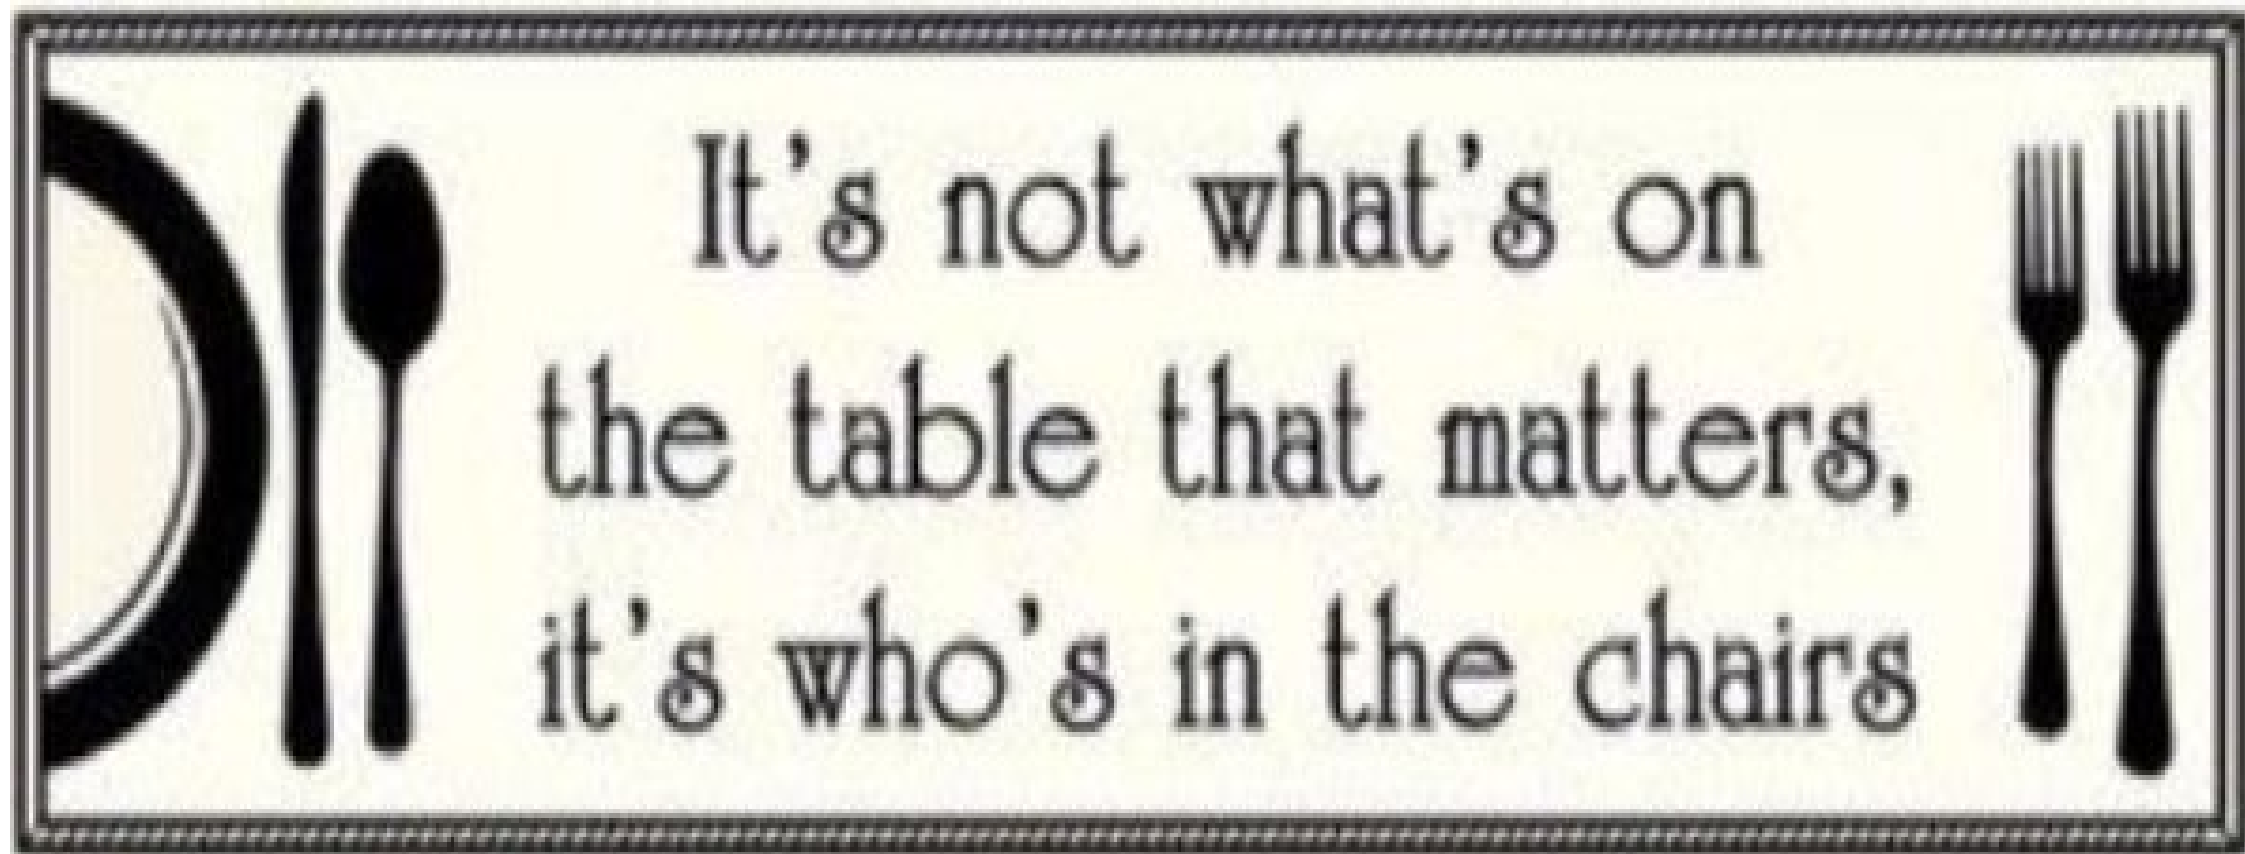 It's not what's on
the table that matters,
it's who's in the chairs